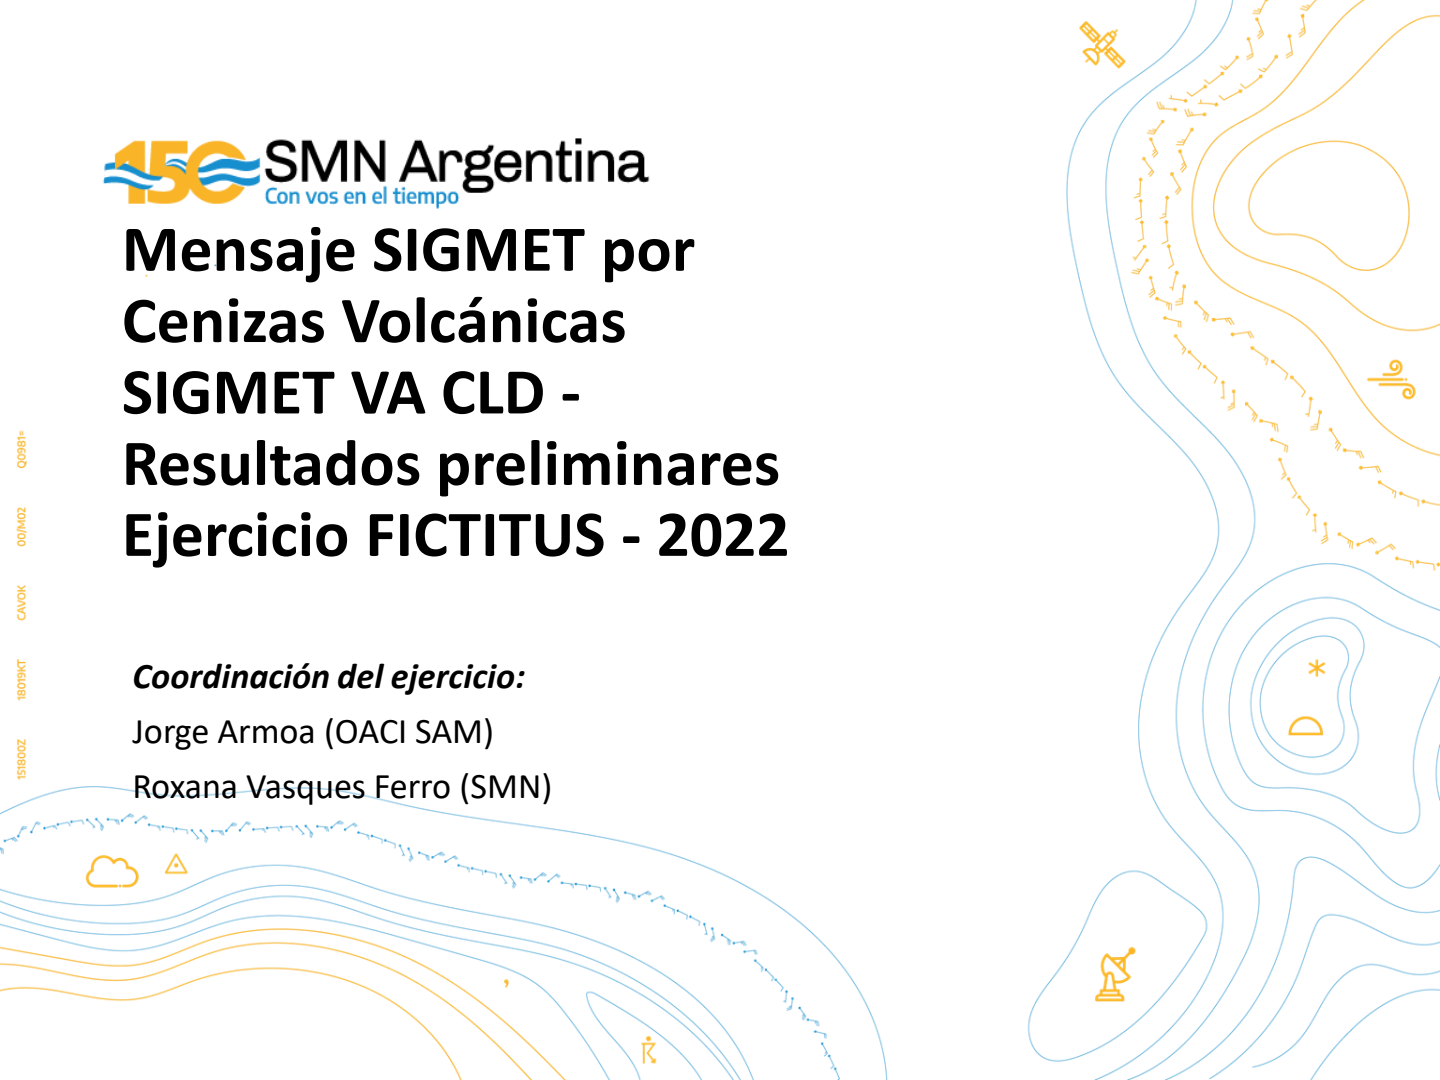 150 SMN Argentina
Con vos en el tiempo
Mensaje SIGMET por
Cenizas Volcánicas
SIGMET VA CLD -
Resultados preliminares
Ejercicio FICTITUS - 2022
Coordinación del ejercicio:
Jorge Armoa (OACI SAM)
Roxana Vasques Ferro (SMN)
151800Z 18019KT CAVOK 00/M02 Q0981=